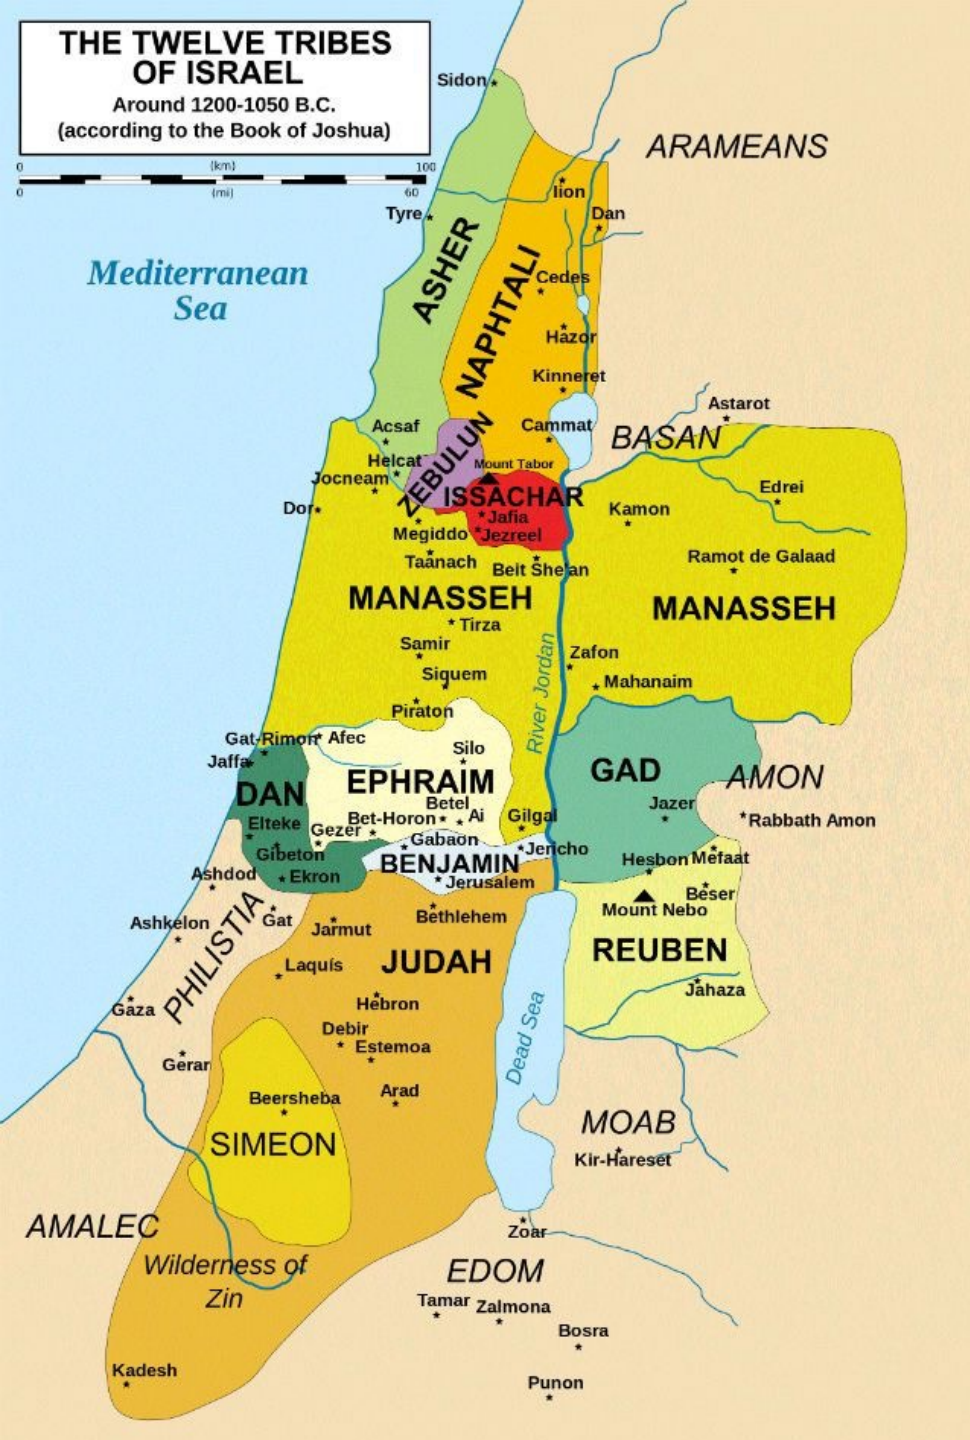 THE TWELVE TRIBES
OF ISRAEL
Around 1200-1050 B.C.
(according to the Book of Joshua)
0 (km) 100
0 (mi) 60
Sidon
ARAMEANS
Iion
Tyre
Dan
ASHER
Mediterranean
Sea
NAPHTALI
Cedes
Hazor
Kinneret
Astarot
Acsaf
Cammat
BASAN
ZEBULUN
Helcat
Mount Tabor
Jocneam
ISSACHAR
Edrei
Dor
Jafia
Kamon
Megiddo
Jezreel
Taanach
Beit She'an
Ramot de Galaad
MANASSEH
MANASSEH
Tirza
Samir
Zafon
Siquem
Mahanaim
River Jordan
Piraton
Gat-Rimon
Afec
Jaffa
Silo
GAD
AMON
DAN
EPHRAIM
Betel
Jazer
Elteke
Bet-Horon
Ai
Gilgal
Rabbath Amon
Gezer
Gabaon
Gibeton
Jericho
BENJAMIN
Hesbon
Mefaat
Ashdod
Ekron
Jerusalem
Beser
Mount Nebo
Ashkelon
Gat
Bethlehem
Jarmut
PHILISTIA
REUBEN
Laquís
JUDAH
Jahaza
Gaza
Hebron
Debir
Dead Sea
Estemoa
Gerar
Arad
Beersheba
MOAB
SIMEON
Kir-Hareset
AMALEC
Zoar
Wilderness of
Zin
EDOM
Tamar
Zalmona
Bosra
Kadesh
Punon